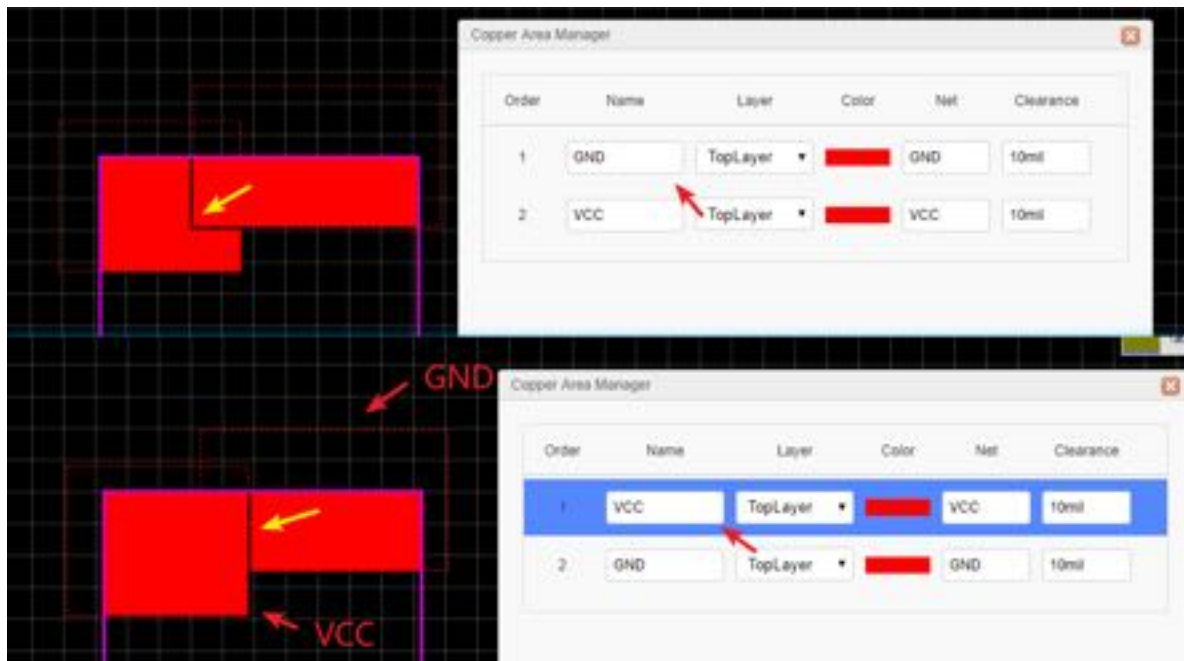 Copper Area Manager
Order Name Layer Color Net Clearance
1 GND TopLayer GND 10mil
2 VCC TopLayer VCC 10mil
GND
Copper Area Manager
Order Name Layer Color Net Clearance
1 VCC TopLayer VCC 10mil
2 GND TopLayer GND 10mil
VCC